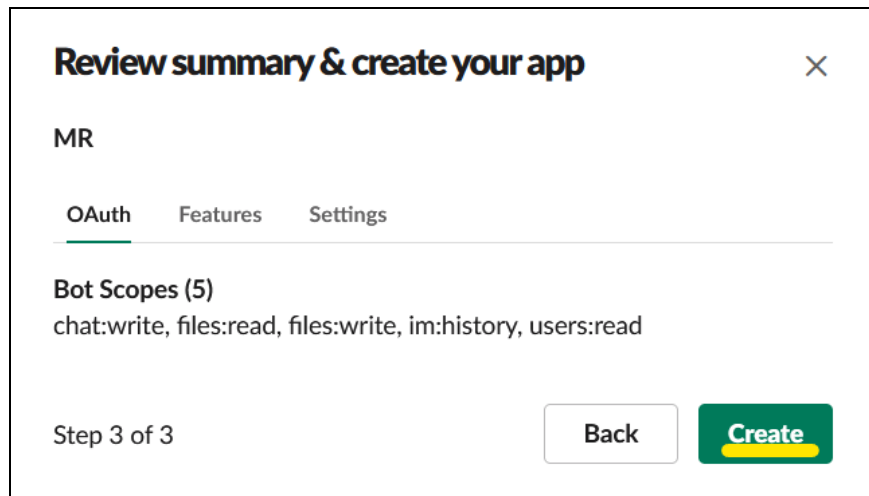 Review summary & create your app
MR
OAuth Features Settings
Bot Scopes (5)
chat:write, files:read, files:write, im:history, users:read
Step 3 of 3 Back Create